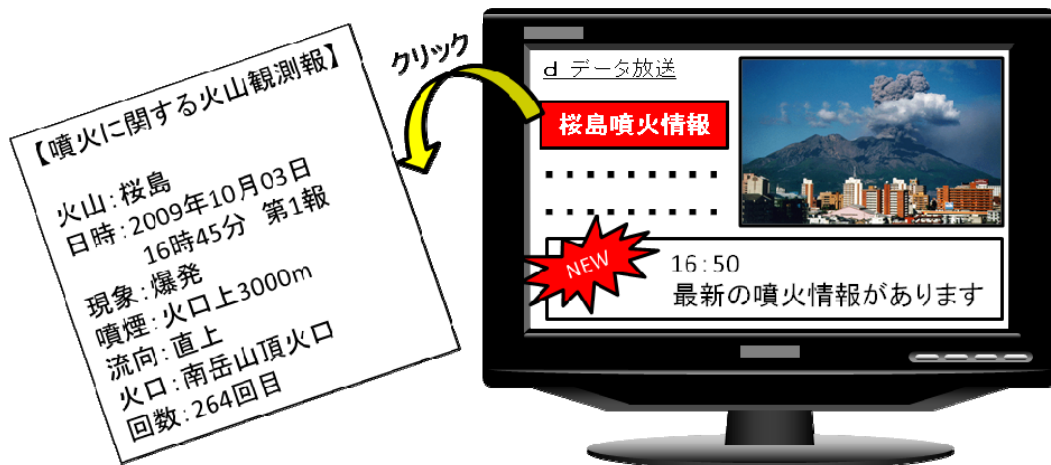 【噴火に関する火山観測報】
火山:桜島
日時:2009年10月03日
16時45分 第1報
現象:爆発
噴煙:火口上3000m
流向:直上
火口:南岳山頂火口
回数:264回目
クリック
d データ放送
桜島噴火情報
NEW
16:50
最新の噴火情報があります